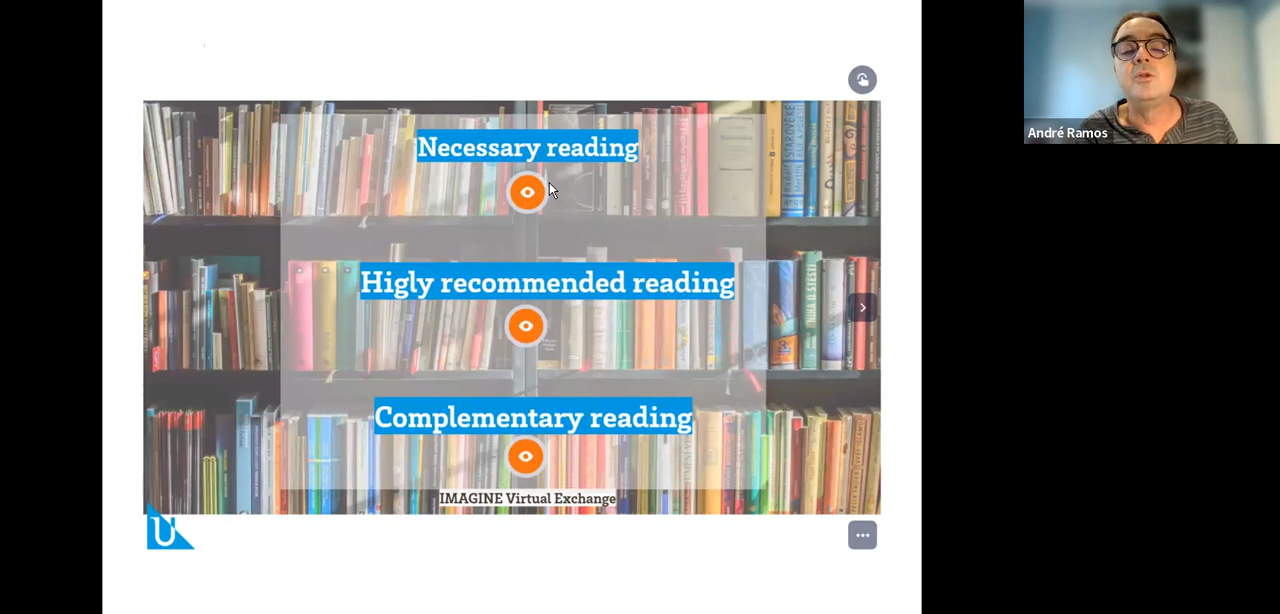 Necessary reading
André Ramos
Higly recommended reading
Complementary reading
IMAGINE Virtual Exchange
U